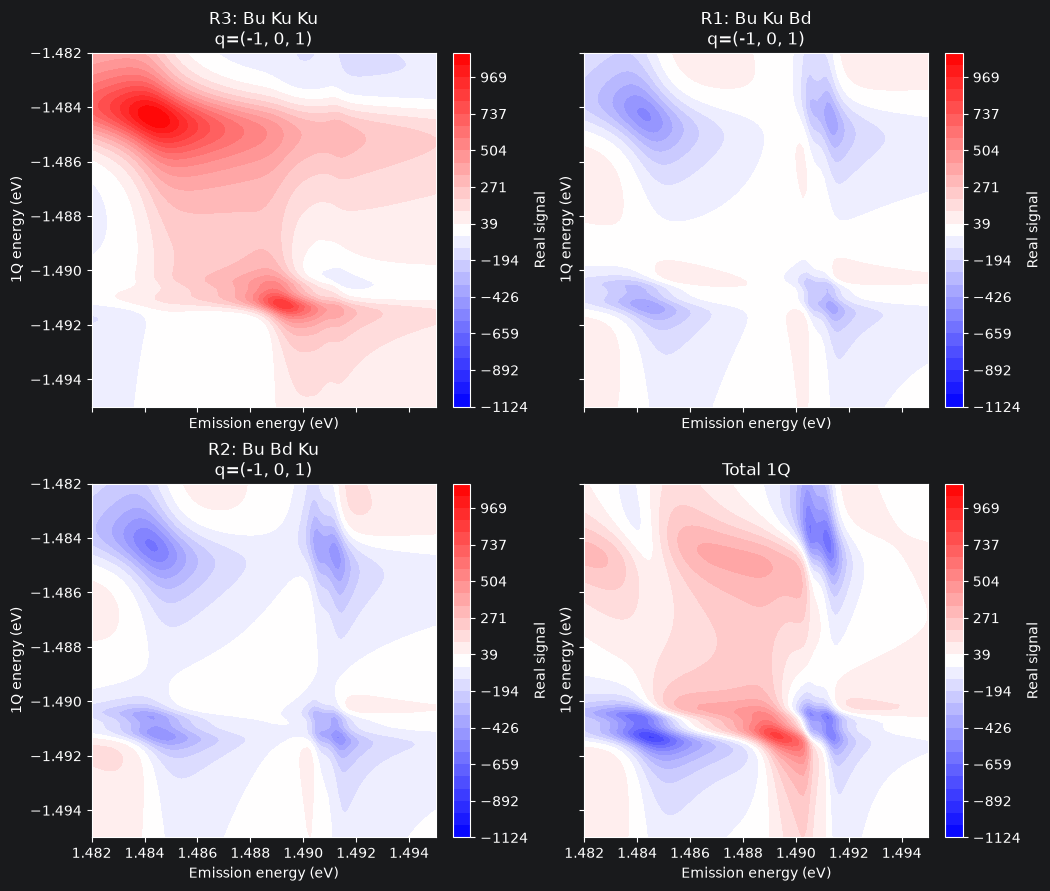 R3: Bu Ku Ku
q=(-1, 0, 1)
−1.482
−1.484
−1.486
−1.488
−1.490
−1.492
−1.494
1Q energy (eV)
Emission energy (eV)
969
737
504
271
39
−194
−426
−659
−892
−1124
Real signal
R1: Bu Ku Bd
q=(-1, 0, 1)
1Q energy (eV)
Emission energy (eV)
969
737
504
271
39
−194
−426
−659
−892
−1124
Real signal
R2: Bu Bd Ku
q=(-1, 0, 1)
−1.482
−1.484
−1.486
−1.488
−1.490
−1.492
−1.494
1Q energy (eV)
1.482 1.484 1.486 1.488 1.490 1.492 1.494
Emission energy (eV)
969
737
504
271
39
−194
−426
−659
−892
−1124
Real signal
Total 1Q
1Q energy (eV)
1.482 1.484 1.486 1.488 1.490 1.492 1.494
Emission energy (eV)
969
737
504
271
39
−194
−426
−659
−892
−1124
Real signal